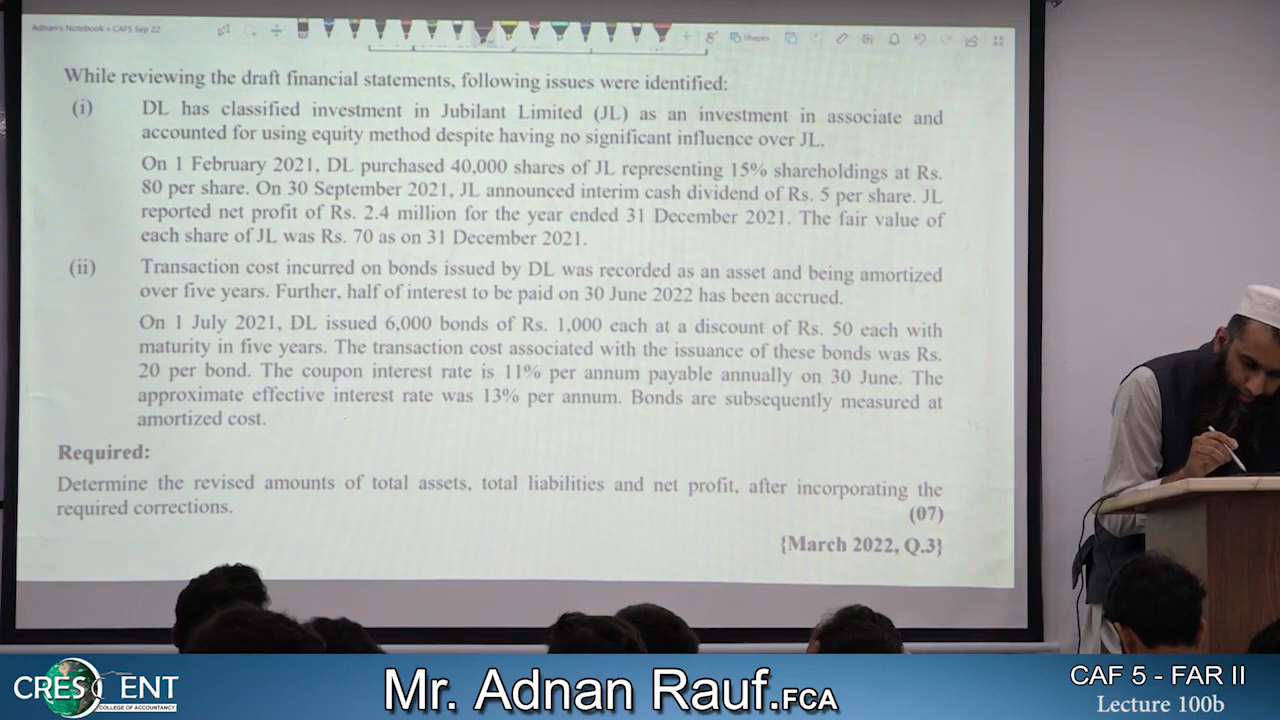 Adnan's Notebook • CAF5 Sep 22
Shapes
While reviewing the draft financial statements, following issues were identified:
(i) DL has classified investment in Jubilant Limited (JL) as an investment in associate and
accounted for using equity method despite having no significant influence over JL.
On 1 February 2021, DL purchased 40,000 shares of JL representing 15% shareholdings at Rs.
80 per share. On 30 September 2021, JL announced interim cash dividend of Rs. 5 per share. JL
reported net profit of Rs. 2.4 million for the year ended 31 December 2021. The fair value of
each share of JL was Rs. 70 as on 31 December 2021.
(ii) Transaction cost incurred on bonds issued by DL was recorded as an asset and being amortized
over five years. Further, half of interest to be paid on 30 June 2022 has been accrued.
On 1 July 2021, DL issued 6,000 bonds of Rs. 1,000 each at a discount of Rs. 50 each with
maturity in five years. The transaction cost associated with the issuance of these bonds was Rs.
20 per bond. The coupon interest rate is 11% per annum payable annually on 30 June. The
approximate effective interest rate was 13% per annum. Bonds are subsequently measured at
amortized cost.
Required:
Determine the revised amounts of total assets, total liabilities and net profit, after incorporating the
required corrections.
(07)
{March 2022, Q.3}
CRESCENT
COLLEGE OF ACCOUNTANCY
Mr. Adnan Rauf.FCA
CAF 5 - FAR II
Lecture 100b